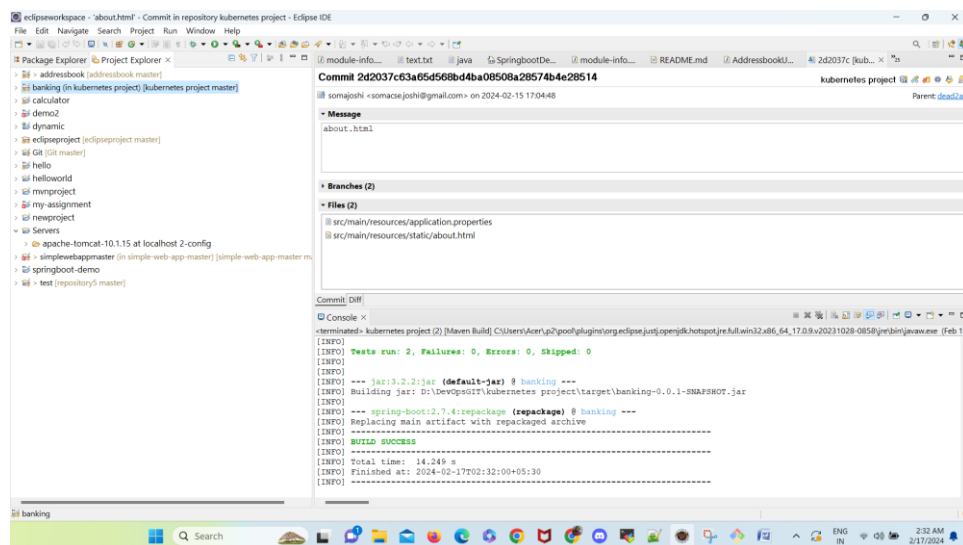 eclipseworkspace - 'about.html' - Commit in repository kubernetes project - Eclipse IDE
File Edit Navigate Search Project Run Window Help
Package Explorer Project Explorer
addressbook [addressbook master]
banking (in kubernetes project) [kubernetes project master]
calculator
demo2
dynamic
eclipseproject [eclipseproject master]
Git [Git master]
hello
helloworld
mvnproject
my-assignment
newproject
Servers
apache-tomcat-10.1.15 at localhost 2-config
simplewebappmaster (in simple-web-app-master) [simple-web-app-master m
springboot-demo
test [repository5 master]
module-info.... text.txt java SpringbootDe... module-info.... README.md AddressbookU... 2d2037c [kub...
Commit 2d2037c63a65d568bd4ba08508a28574b4e28514
kubernetes project
somajoshi <somacse.joshi@gmail.com> on 2024-02-15 17:04:48
Parent: dead2a
Message
about.html
Branches (2)
Files (2)
src/main/resources/application.properties
src/main/resources/static/about.html
Commit Diff
Console
<terminated> kubernetes project (2) [Maven Build] C:\Users\Acer\.p2\pool\plugins\org.eclipse.justj.openjdk.hotspot.jre.full.win32.x86_64_17.0.9.v20231028-0858\jre\bin\javaw.exe (Feb 1
[INFO]
[INFO] Tests run: 2, Failures: 0, Errors: 0, Skipped: 0
[INFO]
[INFO]
[INFO] --- jar:3.2.2:jar (default-jar) @ banking ---
[INFO] Building jar: D:\DevOpsGIT\kubernetes project\target\banking-0.0.1-SNAPSHOT.jar
[INFO]
[INFO] --- spring-boot:2.7.4:repackage (repackage) @ banking ---
[INFO] Replacing main artifact with repackaged archive
[INFO] ------------------------------------------------------------------------
[INFO] BUILD SUCCESS
[INFO] ------------------------------------------------------------------------
[INFO] Total time: 14.249 s
[INFO] Finished at: 2024-02-17T02:32:00+05:30
[INFO] ------------------------------------------------------------------------
banking
Search
ENG
IN
2:32 AM
2/17/2024